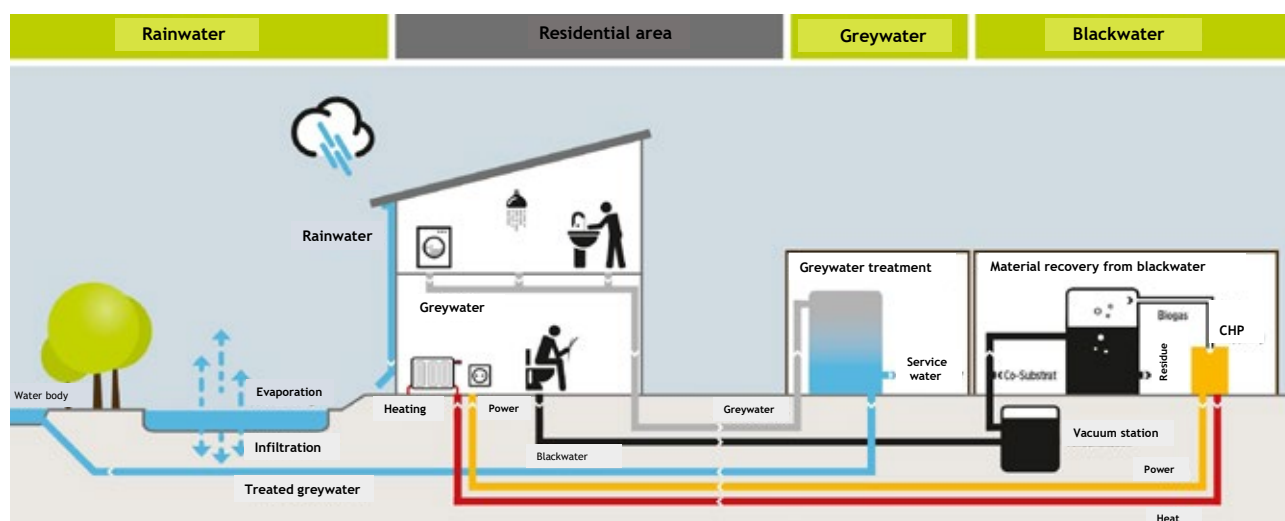 Rainwater
Residential area
Greywater
Blackwater
Rainwater
Greywater
Greywater treatment
Service
water
Material recovery from blackwater
Biogas
CHP
Co-Substrat
Residue
Water body
Evaporation
Infiltration
Heating
Power
Greywater
Blackwater
Vacuum station
Treated greywater
Power
Heat